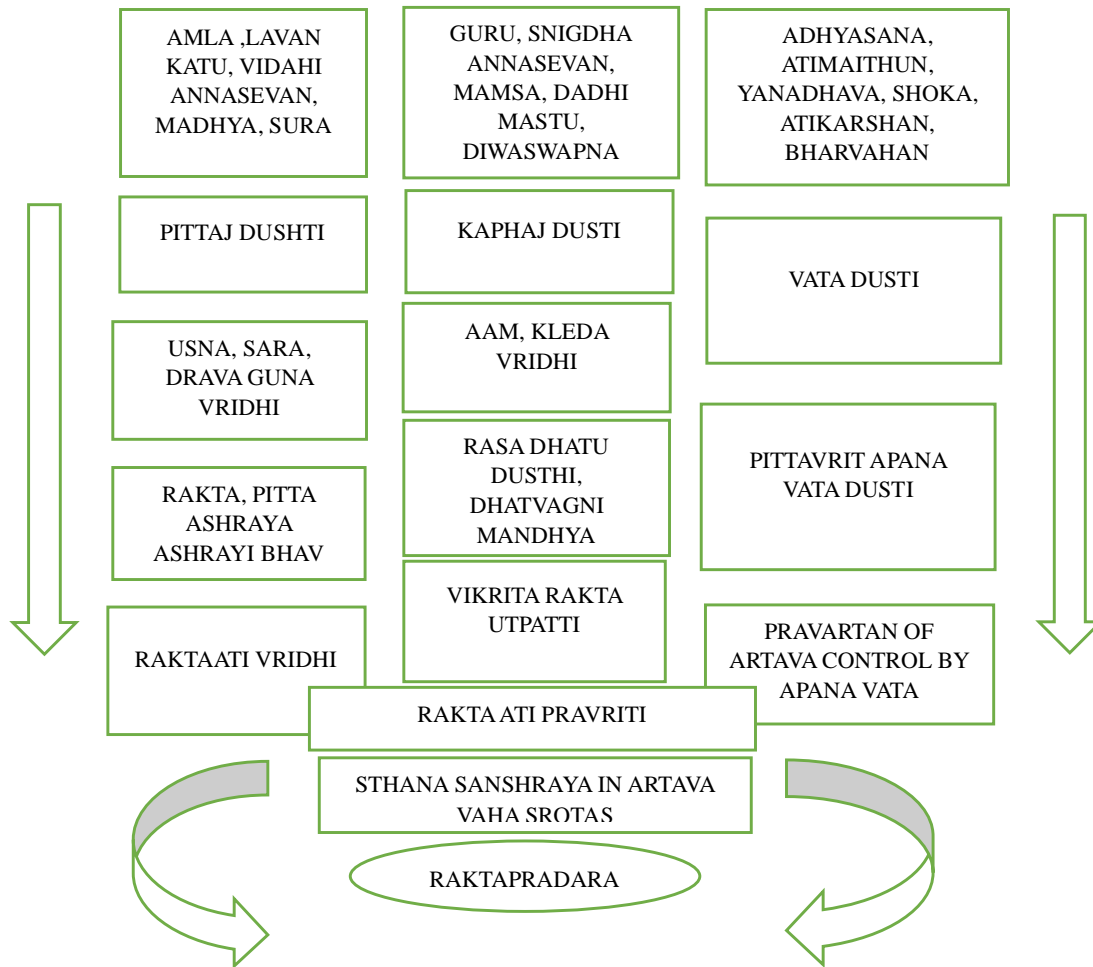 AMLA ,LAVAN
KATU, VIDAHI
ANNASEVAN,
MADHYA, SURA
GURU, SNIGDHA
ANNASEVAN,
MAMSA, DADHI
MASTU,
DIWASWAPNA
ADHYASANA,
ATIMAITHUN,
YANADHAVA, SHOKA,
ATIKARSHAN,
BHARVAHAN
PITTAJ DUSHTI
KAPHAJ DUSTI
VATA DUSTI
USNA, SARA,
DRAVA GUNA
VRIDHI
AAM, KLEDA
VRIDHI
RAKTA, PITTA
ASHRAYA
ASHRAYI BHAV
RASA DHATU
DUSTHI,
DHATVAGNI
MANDHYA
PITTAVRIT APANA
VATA DUSTI
RAKTAATI VRIDHI
VIKRITA RAKTA
UTPATTI
PRAVARTAN OF
ARTAVA CONTROL BY
APANA VATA
RAKTA ATI PRAVRITI
STHANA SANSHRAYA IN ARTAVA
VAHA SROTAS
RAKTAPRADARA